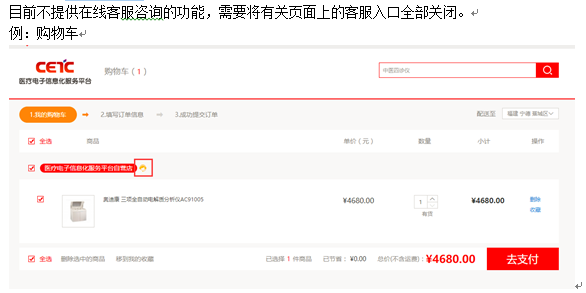 目前不提供在线客服咨询的功能，需要将有关页面上的客服入口全部关闭。
例：购物车
CETC
医疗电子信息化服务平台
购物车（1）
中医四诊仪
1.我的购物车
2.填写订单信息
3.成功提交订单
配送至
福建 宁德 蕉城区
全选
商品
单价（元）
数量
小计
操作
医疗电子信息化服务平台自营店
奥迪康 三项全自动电解质分析仪AC91005
¥4680.00
1
有货
¥4680.00
删除
收藏
全选
删除选中的商品
移到我的收藏
已选择 1 件商品
已节省：
¥0.00
总价(不含运费)：
¥4680.00
去支付